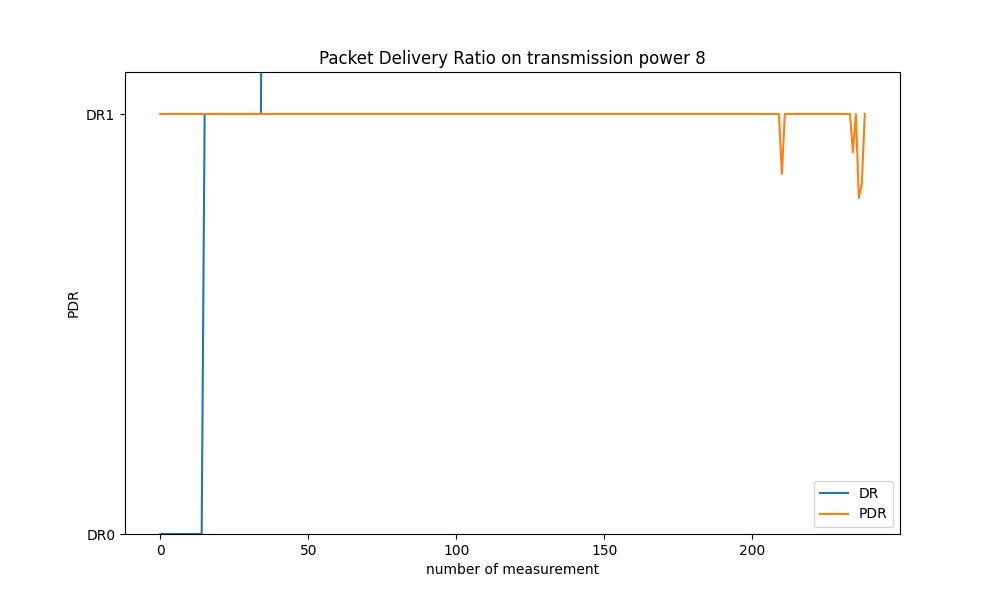 Packet Delivery Ratio on transmission power 8
DR1
PDR
DR0
DR
PDR
0 50 100 150 200
number of measurement